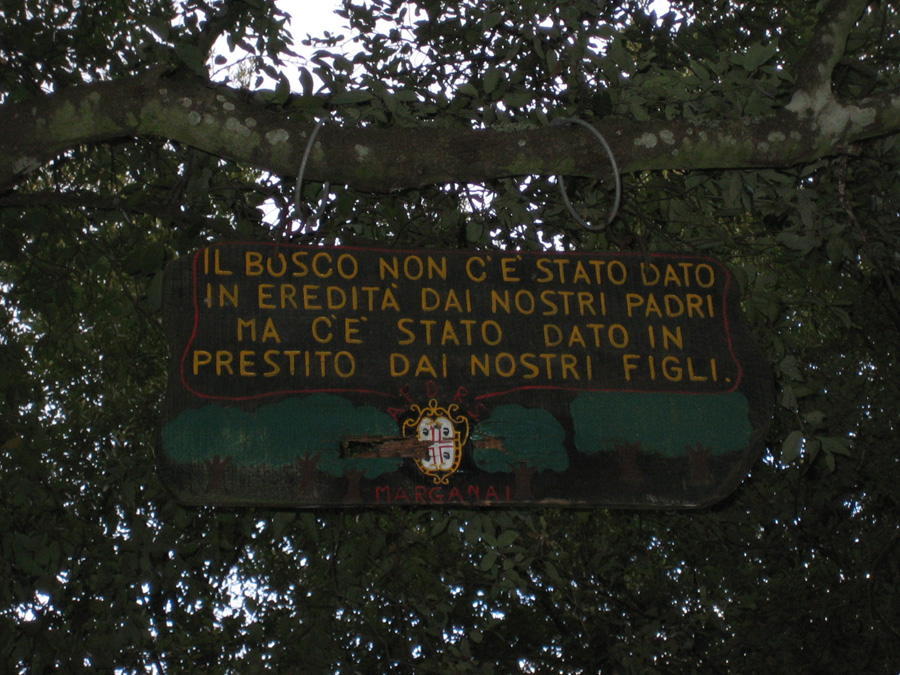 IL BOSCO NON C'È STATO DATO
IN EREDITÀ DAI NOSTRI PADRI
MA C'È STATO DATO IN
PRESTITO DAI NOSTRI FIGLI.
MARGANAI